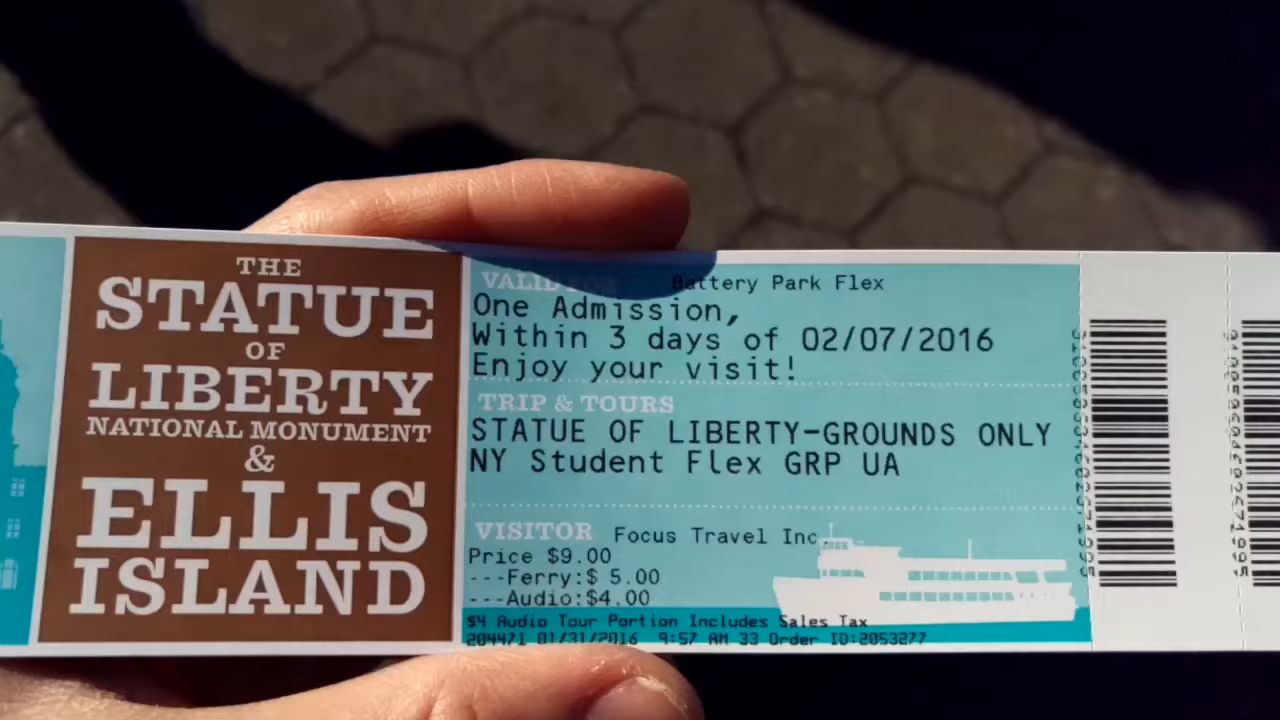 THE
STATUE
OF
LIBERTY
NATIONAL MONUMENT
&
ELLIS
ISLAND
VALID FOR Battery Park Flex
One Admission,
Within 3 days of 02/07/2016
Enjoy your visit!
TRIP & TOURS
STATUE OF LIBERTY-GROUNDS ONLY
NY Student Flex GRP UA
VISITOR Focus Travel Inc.
Price $9.00
---Ferry:$ 5.00
---Audio:$4.00
$4 Audio Tour Portion Includes Sales Tax
204471 01/31/2016 9:57 AM 33 Order ID:2053277